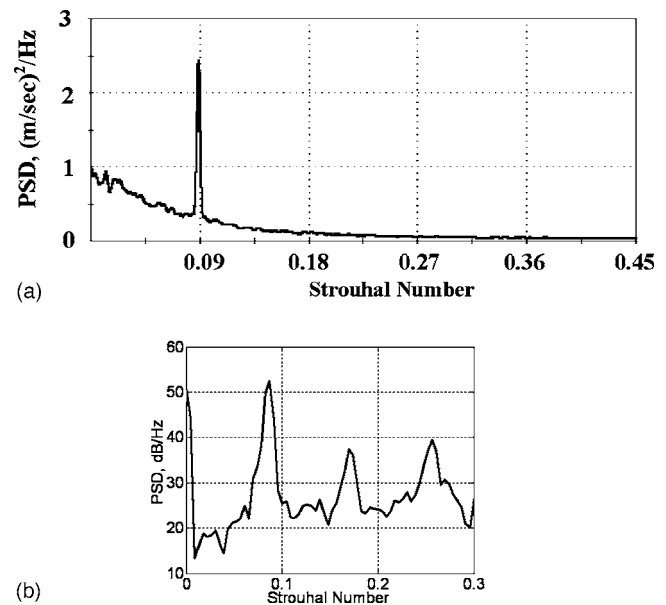 3
2
1
0
PSD, (m/sec)²/Hz
0.09 0.18 0.27 0.36 0.45
Strouhal Number
(a)
60
50
40
30
20
10
PSD, dB/Hz
0 0.1 0.2 0.3
Strouhal Number
(b)